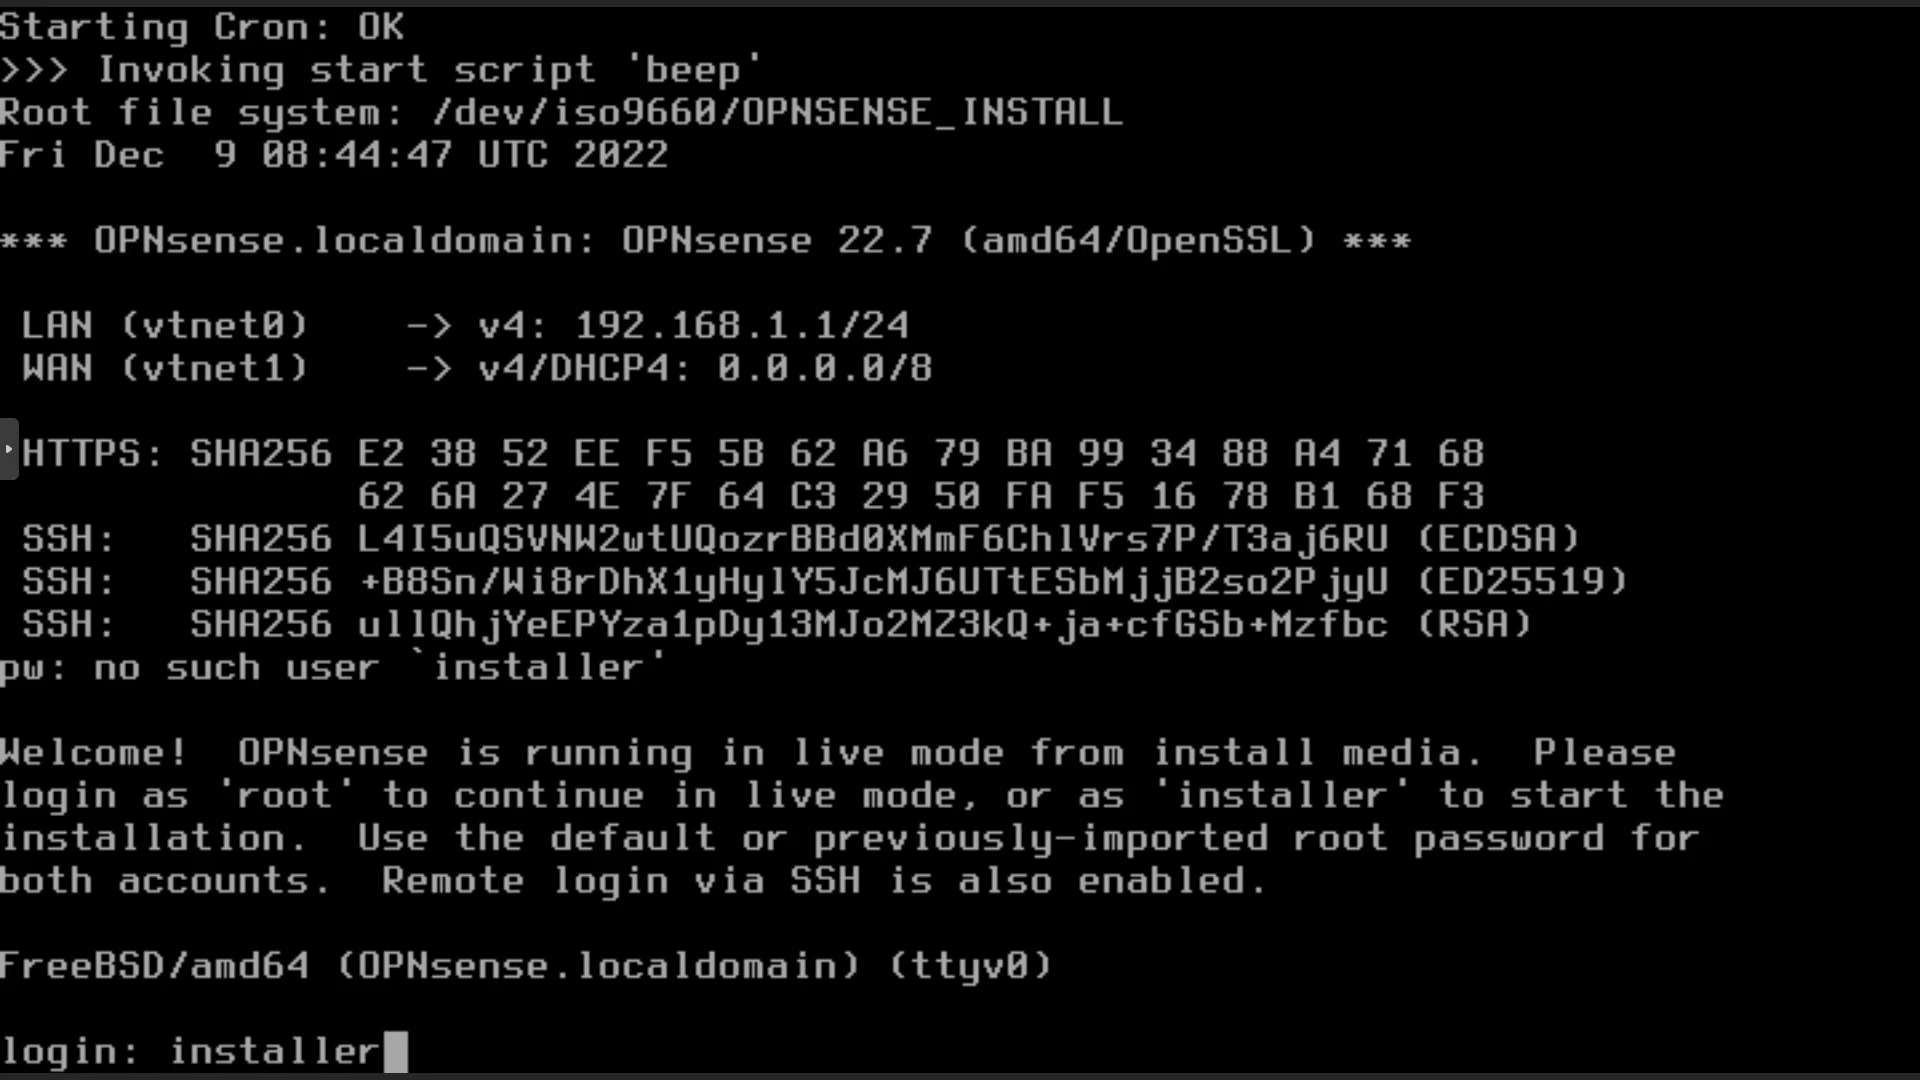 Starting Cron: OK
>>> Invoking start script 'beep'
Root file system: /dev/iso9660/OPNSENSE_INSTALL
Fri Dec  9 08:44:47 UTC 2022
*** OPNsense.localdomain: OPNsense 22.7 (amd64/OpenSSL) ***
LAN (vtnet0)    -> v4: 192.168.1.1/24
WAN (vtnet1)    -> v4/DHCP4: 0.0.0.0/8
HTTPS: SHA256 E2 38 52 EE F5 5B 62 A6 79 BA 99 34 88 A4 71 68
62 6A 27 4E 7F 64 C3 29 50 FA F5 16 78 B1 68 F3
SSH:   SHA256 L4I5uQSVNW2wtUQozrBBd0XMmF6ChlVrs7P/T3aj6RU (ECDSA)
SSH:   SHA256 +B8Sn/Wi8rDhX1yHylY5JcMJ6UTtESbMjjB2so2PjyU (ED25519)
SSH:   SHA256 ullQhjYeEPYza1pDy13MJo2MZ3kQ+ja+cfGSb+Mzfbc (RSA)
pw: no such user `installer'
Welcome!  OPNsense is running in live mode from install media.  Please
login as 'root' to continue in live mode, or as 'installer' to start the
installation.  Use the default or previously-imported root password for
both accounts.  Remote login via SSH is also enabled.
FreeBSD/amd64 (OPNsense.localdomain) (ttyv0)
login: installer